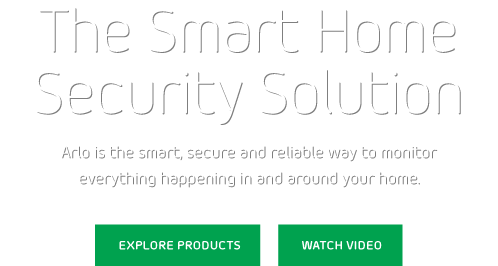 The Smart Home
Security Solution
Arlo is the smart, secure and reliable way to monitor
everything happening in and around your home.
EXPLORE PRODUCTS
WATCH VIDEO